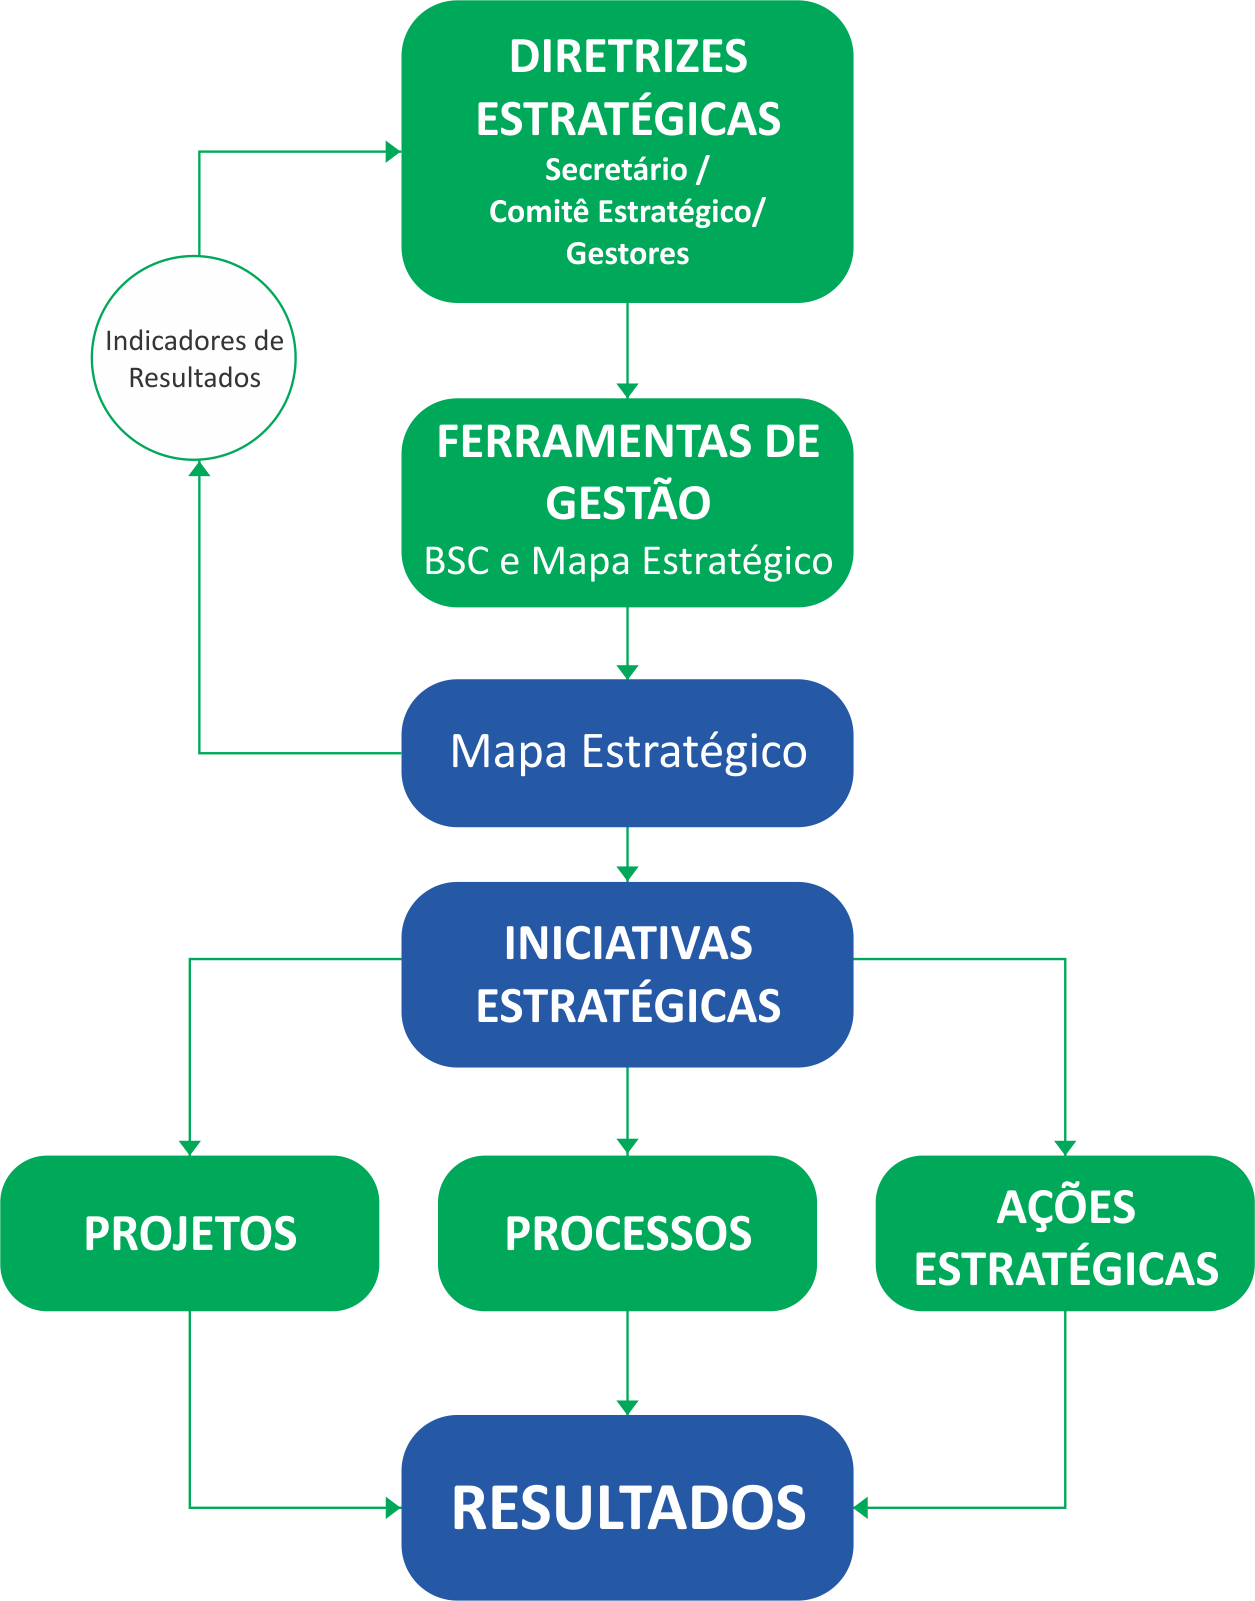 DIRETRIZES
ESTRATÉGICAS
Secretário /
Comitê Estratégico/
Gestores
Indicadores de
Resultados
FERRAMENTAS DE
GESTÃO
BSC e Mapa Estratégico
Mapa Estratégico
INICIATIVAS
ESTRATÉGICAS
PROJETOS
PROCESSOS
AÇÕES
ESTRATÉGICAS
RESULTADOS